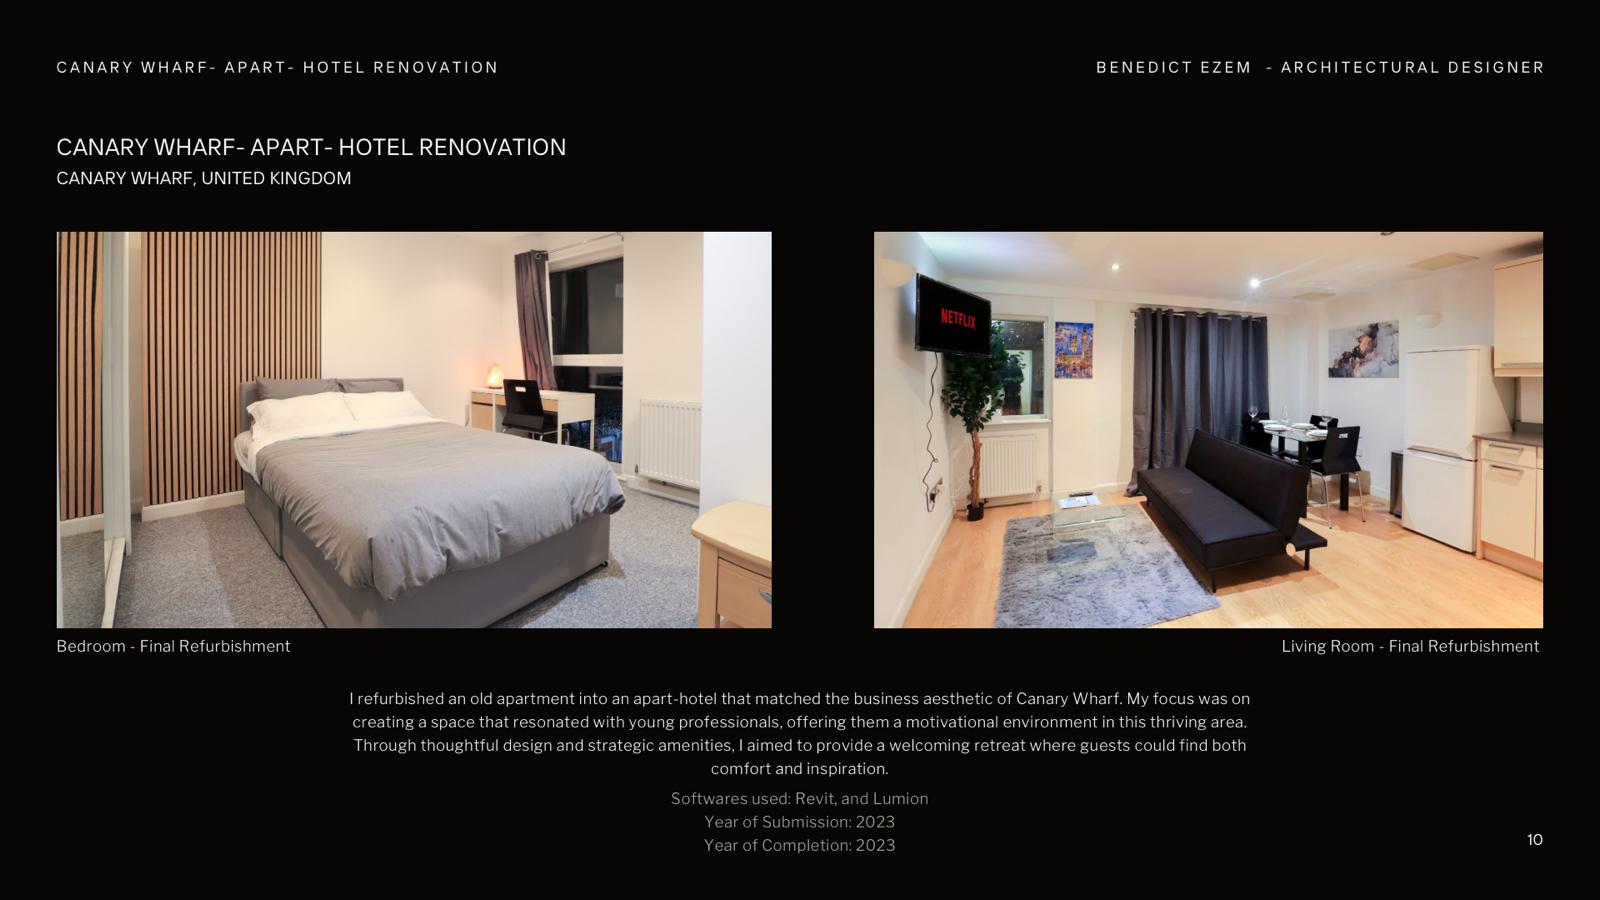 CANARY WHARF- APART- HOTEL RENOVATION
BENEDICT EZEM - ARCHITECTURAL DESIGNER
CANARY WHARF- APART- HOTEL RENOVATION
CANARY WHARF, UNITED KINGDOM
NETFLIX
Bedroom - Final Refurbishment
Living Room - Final Refurbishment
I refurbished an old apartment into an apart-hotel that matched the business aesthetic of Canary Wharf. My focus was on
creating a space that resonated with young professionals, offering them a motivational environment in this thriving area.
Through thoughtful design and strategic amenities, I aimed to provide a welcoming retreat where guests could find both
comfort and inspiration.
Softwares used: Revit, and Lumion
Year of Submission: 2023
Year of Completion: 2023
10